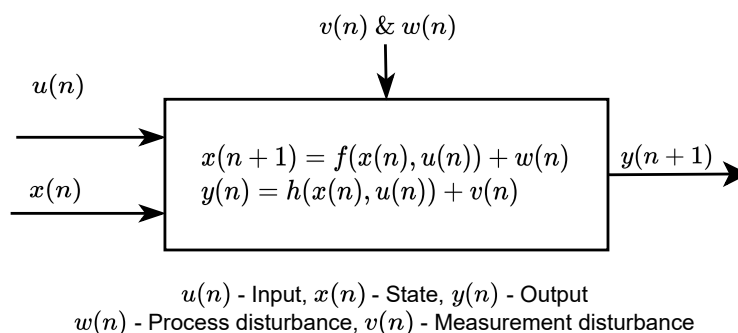 v(n) & w(n)
u(n)
x(n + 1) = f(x(n), u(n)) + w(n)
y(n + 1)
x(n)
y(n) = h(x(n), u(n)) + v(n)
u(n) - Input, x(n) - State, y(n) - Output
w(n) - Process disturbance, v(n) - Measurement disturbance